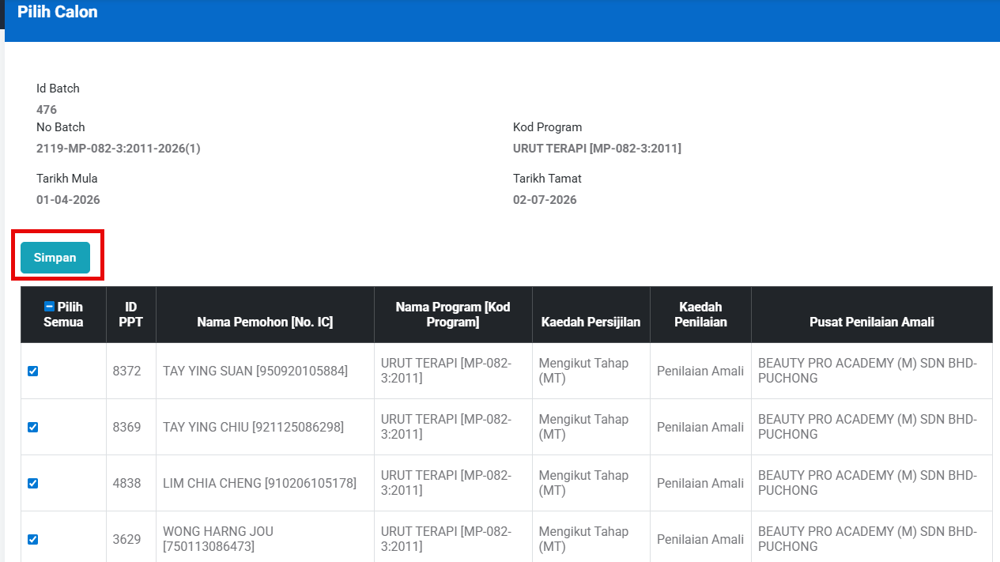 Pilih Calon
Id Batch
476
No Batch
Kod Program
2119-MP-082-3:2011-2026(1)
URUT TERAPI [MP-082-3:2011]
Tarikh Mula
Tarikh Tamat
01-04-2026
02-07-2026
Simpan
Pilih Semua ID PPT Nama Pemohon [No. IC] Nama Program [Kod Program] Kaedah Persijilan Kaedah Penilaian Pusat Penilaian Amali
8372 TAY YING SUAN [950920105884] URUT TERAPI [MP-082-3:2011] Mengikut Tahap (MT) Penilaian Amali BEAUTY PRO ACADEMY (M) SDN BHD-PUCHONG
8369 TAY YING CHIU [921125086298] URUT TERAPI [MP-082-3:2011] Mengikut Tahap (MT) Penilaian Amali BEAUTY PRO ACADEMY (M) SDN BHD-PUCHONG
4838 LIM CHIA CHENG [910206105178] URUT TERAPI [MP-082-3:2011] Mengikut Tahap (MT) Penilaian Amali BEAUTY PRO ACADEMY (M) SDN BHD-PUCHONG
3629 WONG HARNG JOU [750113086473] URUT TERAPI [MP-082-3:2011] Mengikut Tahap (MT) Penilaian Amali BEAUTY PRO ACADEMY (M) SDN BHD-PUCHONG